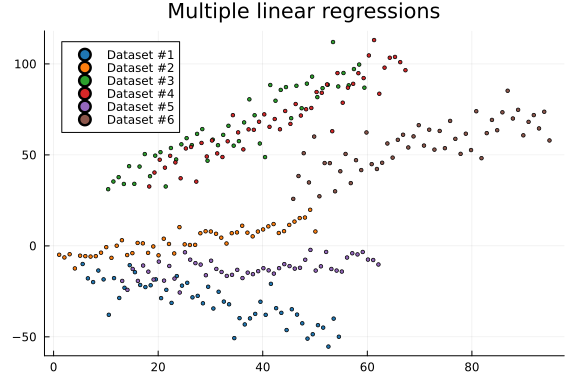 Multiple linear regressions
Dataset #1
Dataset #2
Dataset #3
Dataset #4
Dataset #5
Dataset #6
100
50
0
−50
0 20 40 60 80